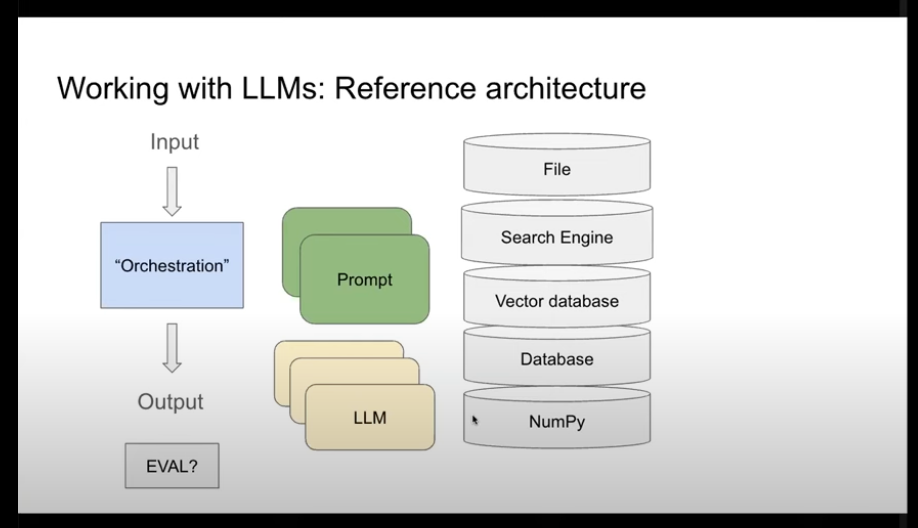 Working with LLMs: Reference architecture
Input
"Orchestration"
Output
EVAL?
Prompt
LLM
File
Search Engine
Vector database
Database
NumPy